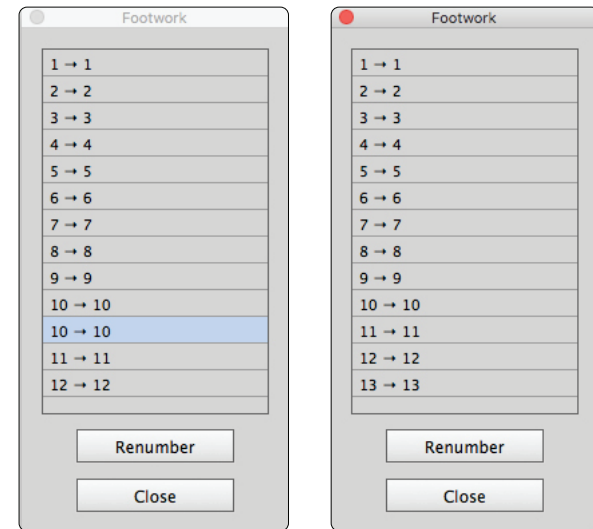 Footwork
1 → 1
2 → 2
3 → 3
4 → 4
5 → 5
6 → 6
7 → 7
8 → 8
9 → 9
10 → 10
10 → 10
11 → 11
12 → 12
Renumber
Close
Footwork
1 → 1
2 → 2
3 → 3
4 → 4
5 → 5
6 → 6
7 → 7
8 → 8
9 → 9
10 → 10
11 → 11
12 → 12
13 → 13
Renumber
Close